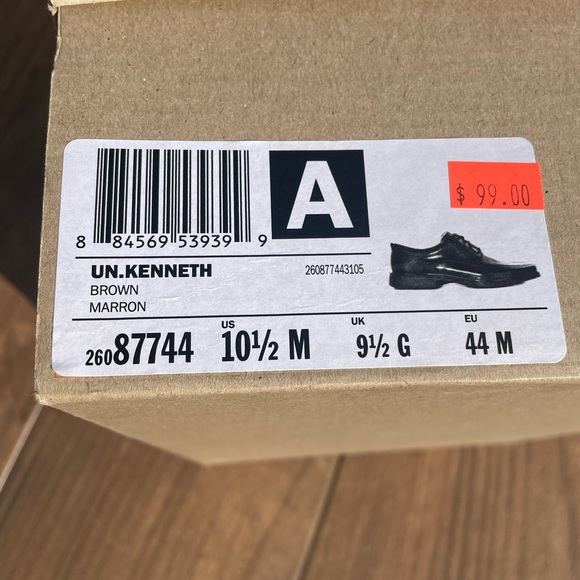 8 84569 53939 9
A
$ 99.00
UN.KENNETH
260877443105
BROWN
MARRON
26087744
US
10½ M
UK
9½ G
EU
44 M